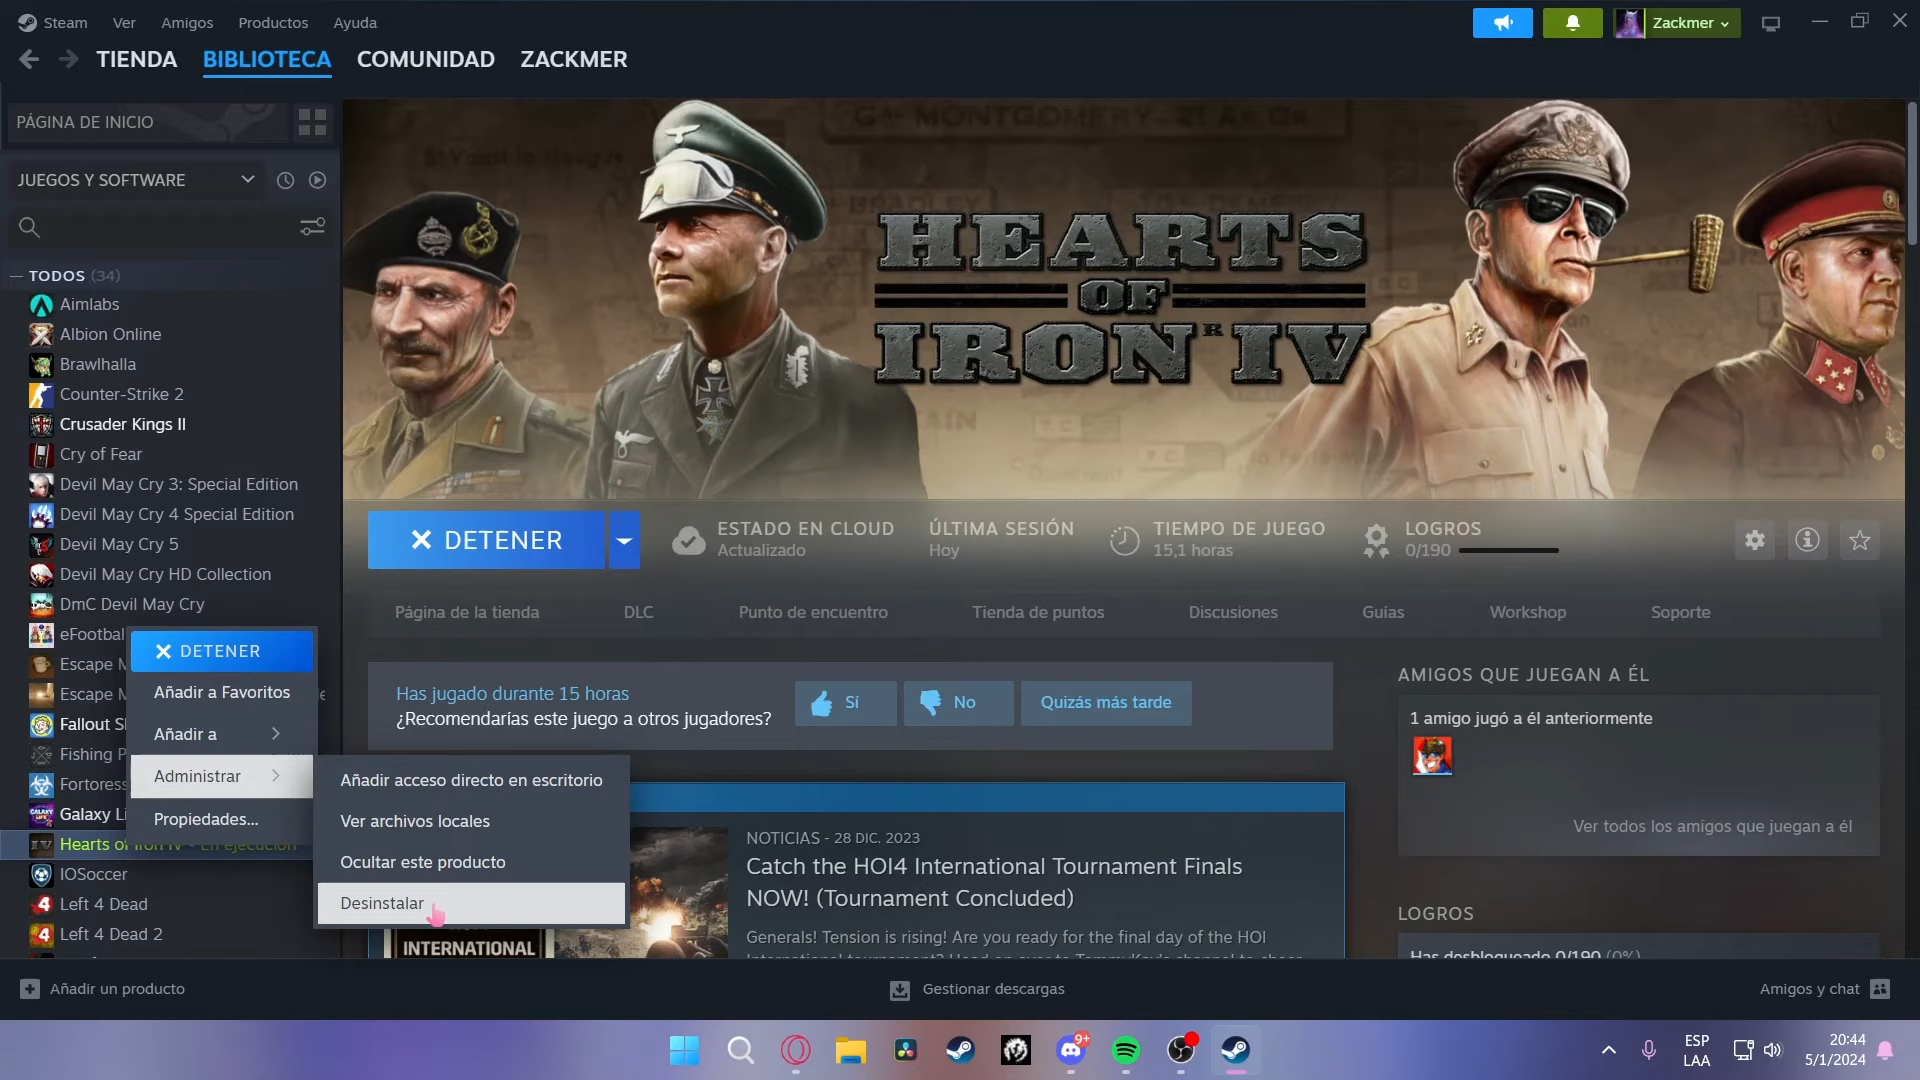 Steam
Ver
Amigos
Productos
Ayuda
Zackmer
TIENDA
BIBLIOTECA
COMUNIDAD
ZACKMER
PÁGINA DE INICIO
JUEGOS Y SOFTWARE
TODOS (34)
Aimlabs
Albion Online
Brawlhalla
Counter-Strike 2
Crusader Kings II
Cry of Fear
Devil May Cry 3: Special Edition
Devil May Cry 4 Special Edition
Devil May Cry 5
Devil May Cry HD Collection
DmC Devil May Cry
eFootbal
Escape M
Escape M
Fallout S
Fishing P
Fortress
Galaxy Li
Hearts of Iron IV - En ejecución
IOSoccer
Left 4 Dead
Left 4 Dead 2
DETENER
Añadir a Favoritos
Añadir a
Administrar
Propiedades...
Añadir acceso directo en escritorio
Ver archivos locales
Ocultar este producto
Desinstalar
MONTGOMERY
HEARTS
OF
IRON IV
DETENER
ESTADO EN CLOUD
Actualizado
ÚLTIMA SESIÓN
Hoy
TIEMPO DE JUEGO
15,1 horas
LOGROS
0/190
Página de la tienda
DLC
Punto de encuentro
Tienda de puntos
Discusiones
Guías
Workshop
Soporte
Has jugado durante 15 horas
¿Recomendarías este juego a otros jugadores?
Sí
No
Quizás más tarde
AMIGOS QUE JUEGAN A ÉL
1 amigo jugó a él anteriormente
Ver todos los amigos que juegan a él
INTERNATIONAL
NOTICIAS - 28 DIC. 2023
Catch the HOI4 International Tournament Finals
NOW! (Tournament Concluded)
Generals! Tension is rising! Are you ready for the final day of the HOI
LOGROS
Has desbloqueado 0/190 (0%)
Añadir un producto
Gestionar descargas
Amigos y chat
9+
ESP
LAA
20:44
5/1/2024